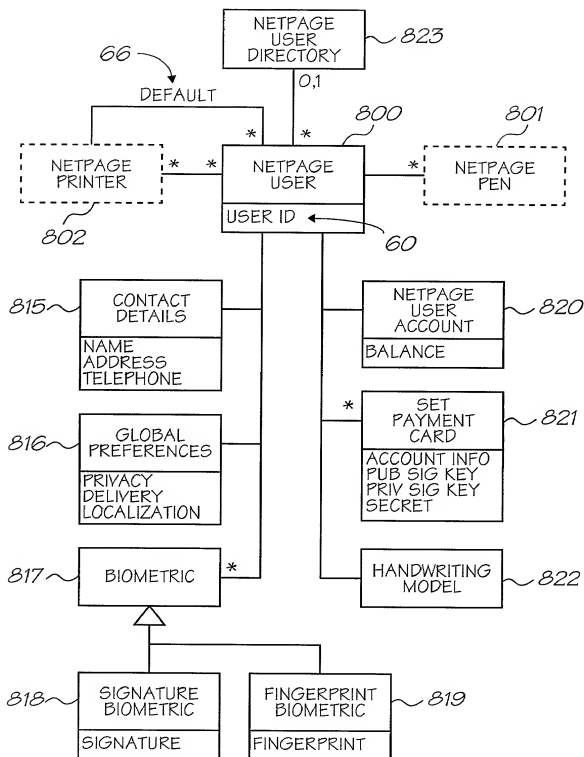 NETPAGE
USER
DIRECTORY
823
0,1
66
DEFAULT
*
*
800
801
NETPAGE
PRINTER
*
*
NETPAGE
USER
*
NETPAGE
PEN
802
USER ID
60
815
CONTACT
DETAILS
NAME
ADDRESS
TELEPHONE
NETPAGE
USER
ACCOUNT
820
BALANCE
816
GLOBAL
PREFERENCES
PRIVACY
DELIVERY
LOCALIZATION
*
SET
PAYMENT
CARD
821
ACCOUNT INFO
PUB SIG KEY
PRIV SIG KEY
SECRET
817
BIOMETRIC
*
HANDWRITING
MODEL
822
818
SIGNATURE
BIOMETRIC
SIGNATURE
FINGERPRINT
BIOMETRIC
819
FINGERPRINT